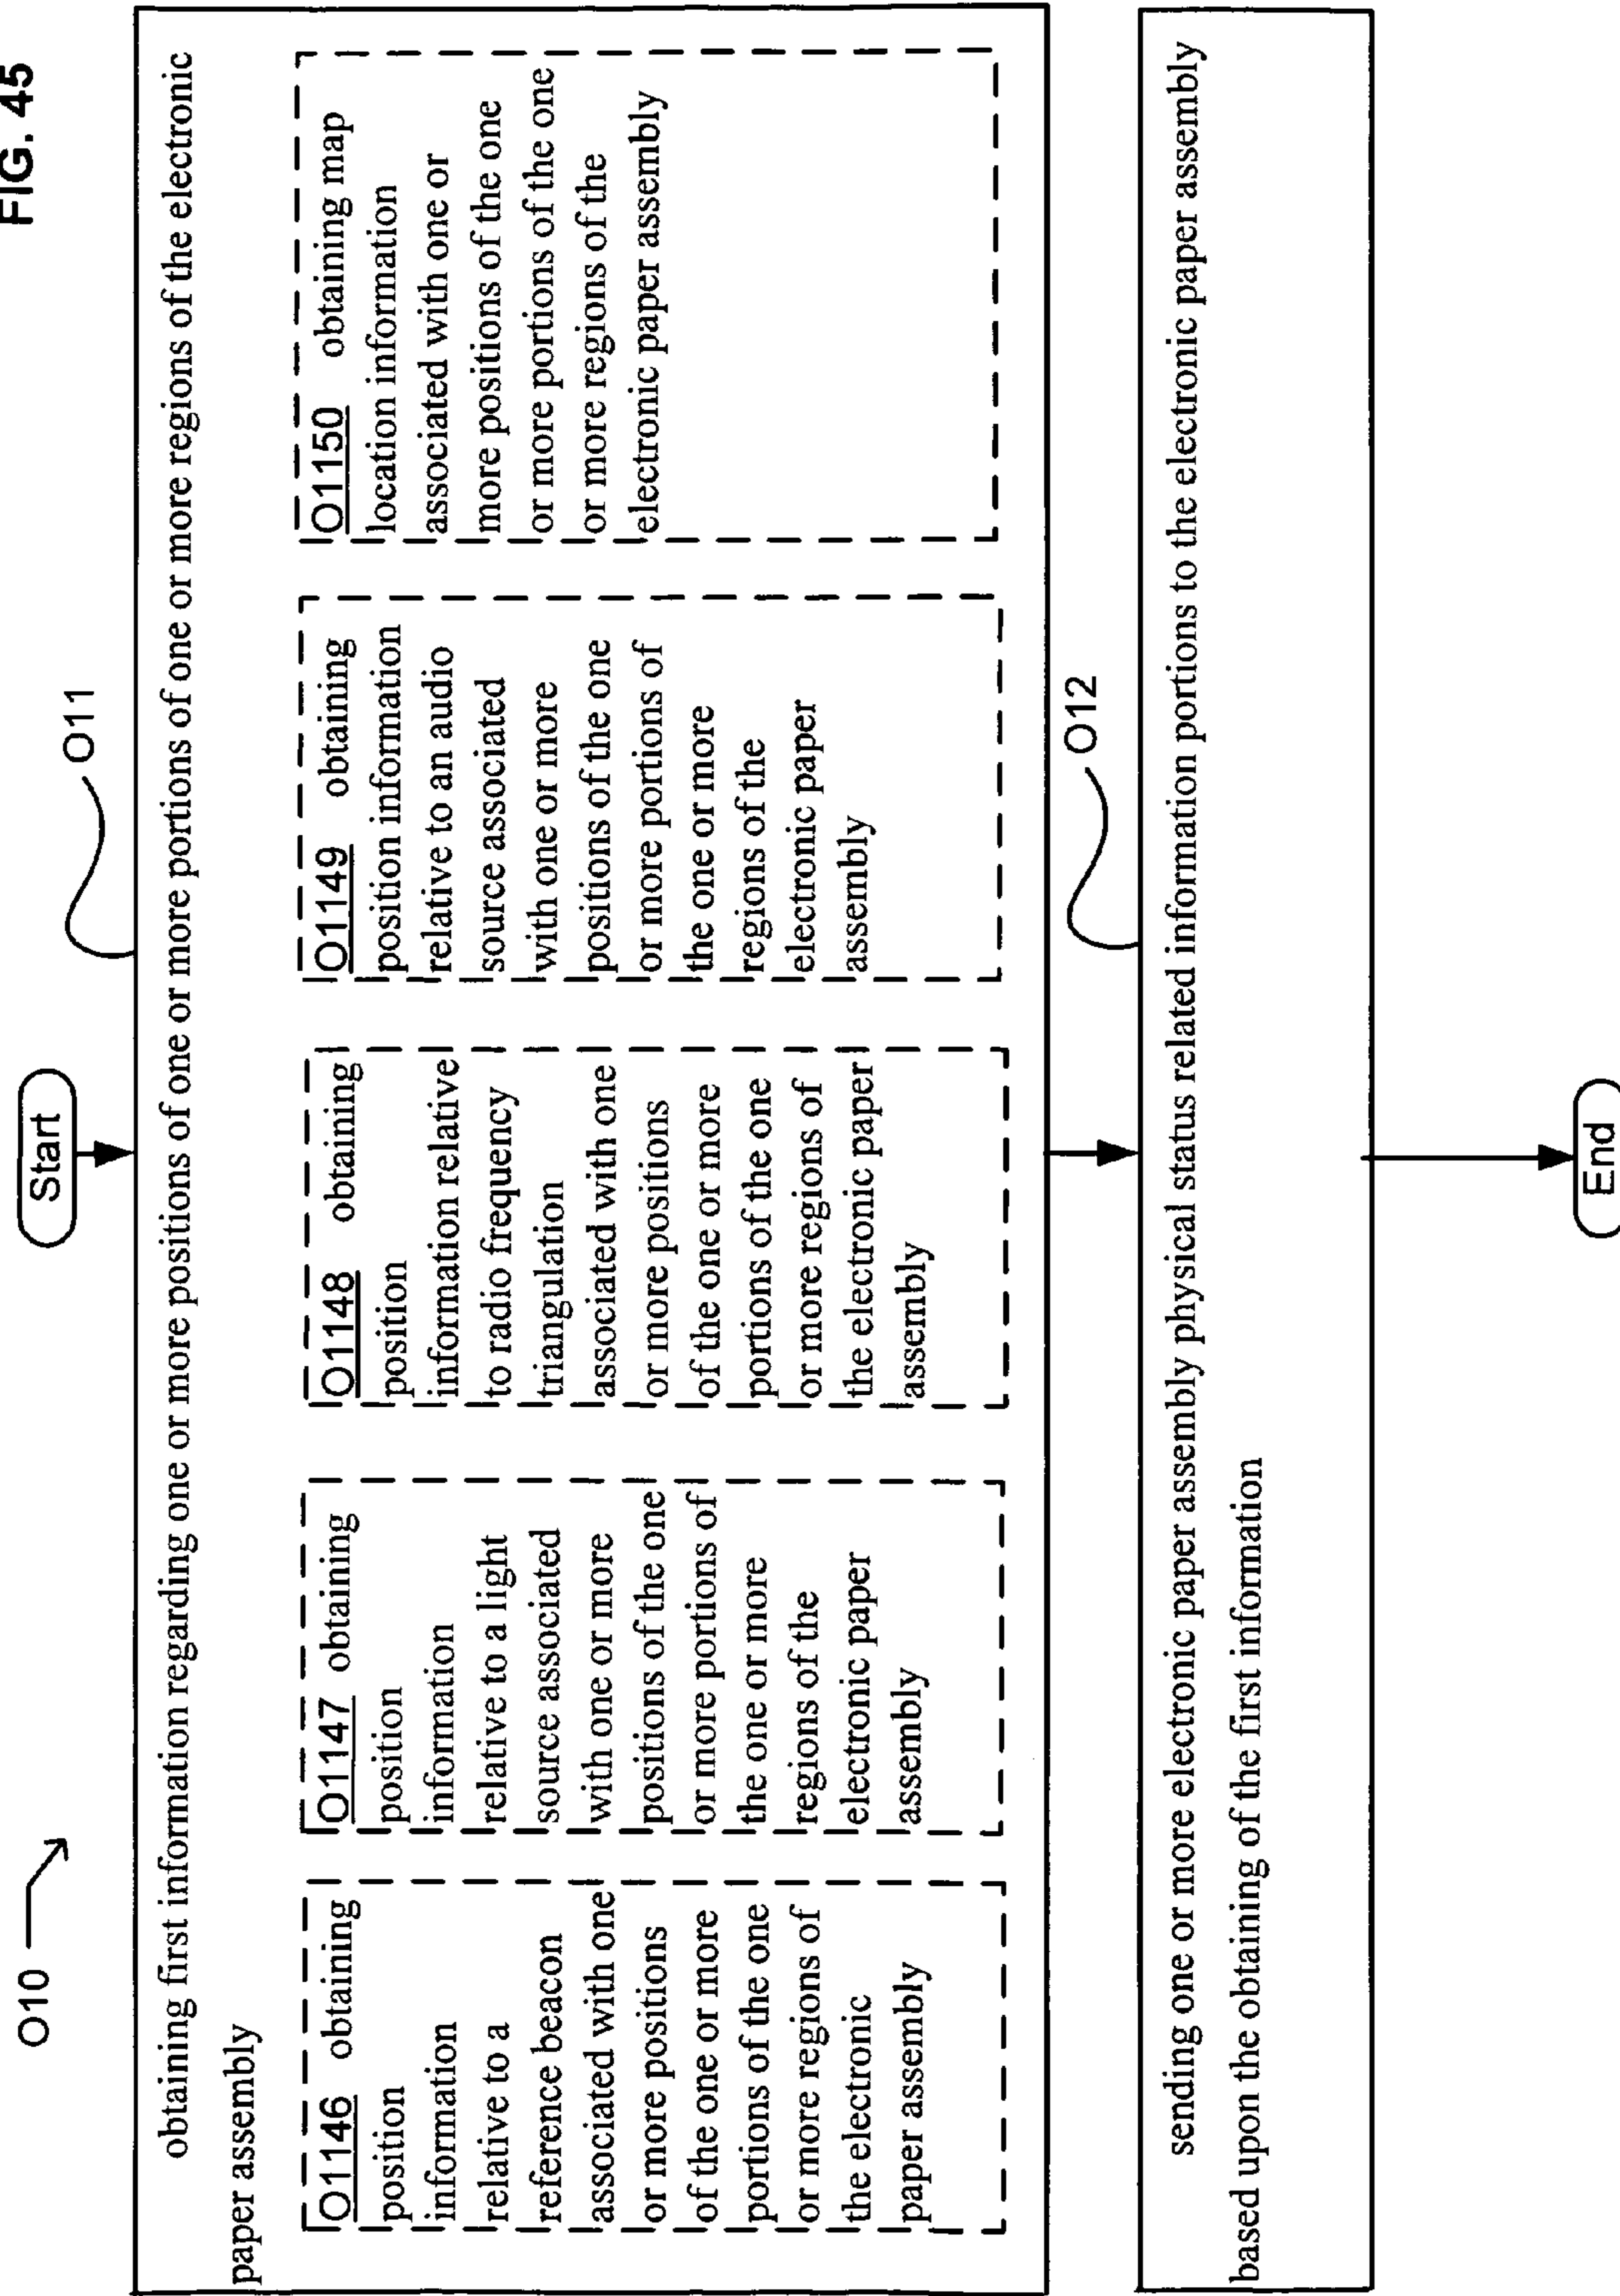 FIG. 45
O10
Start
O11
obtaining first information regarding one or more positions of one or more portions of one or more regions of the electronic
paper assembly
O1146 obtaining
position
information
relative to a
reference beacon
associated with one
or more positions
of the one or more
portions of the one
or more regions of
the electronic
paper assembly
O1147 obtaining
position
information
relative to a light
source associated
with one or more
positions of the one
or more portions of
the one or more
regions of the
electronic paper
assembly
O1148 obtaining
position
information relative
to radio frequency
triangulation
associated with one
or more positions
of the one or more
portions of the one
or more regions of
the electronic paper
assembly
O1149 obtaining
position information
relative to an audio
source associated
with one or more
positions of the one
or more portions of
the one or more
regions of the
electronic paper
assembly
O1150 obtaining map
location information
associated with one or
more positions of the one
or more portions of the one
or more regions of the
electronic paper assembly
O12
sending one or more electronic paper assembly physical status related information portions to the electronic paper assembly
based upon the obtaining of the first information
End